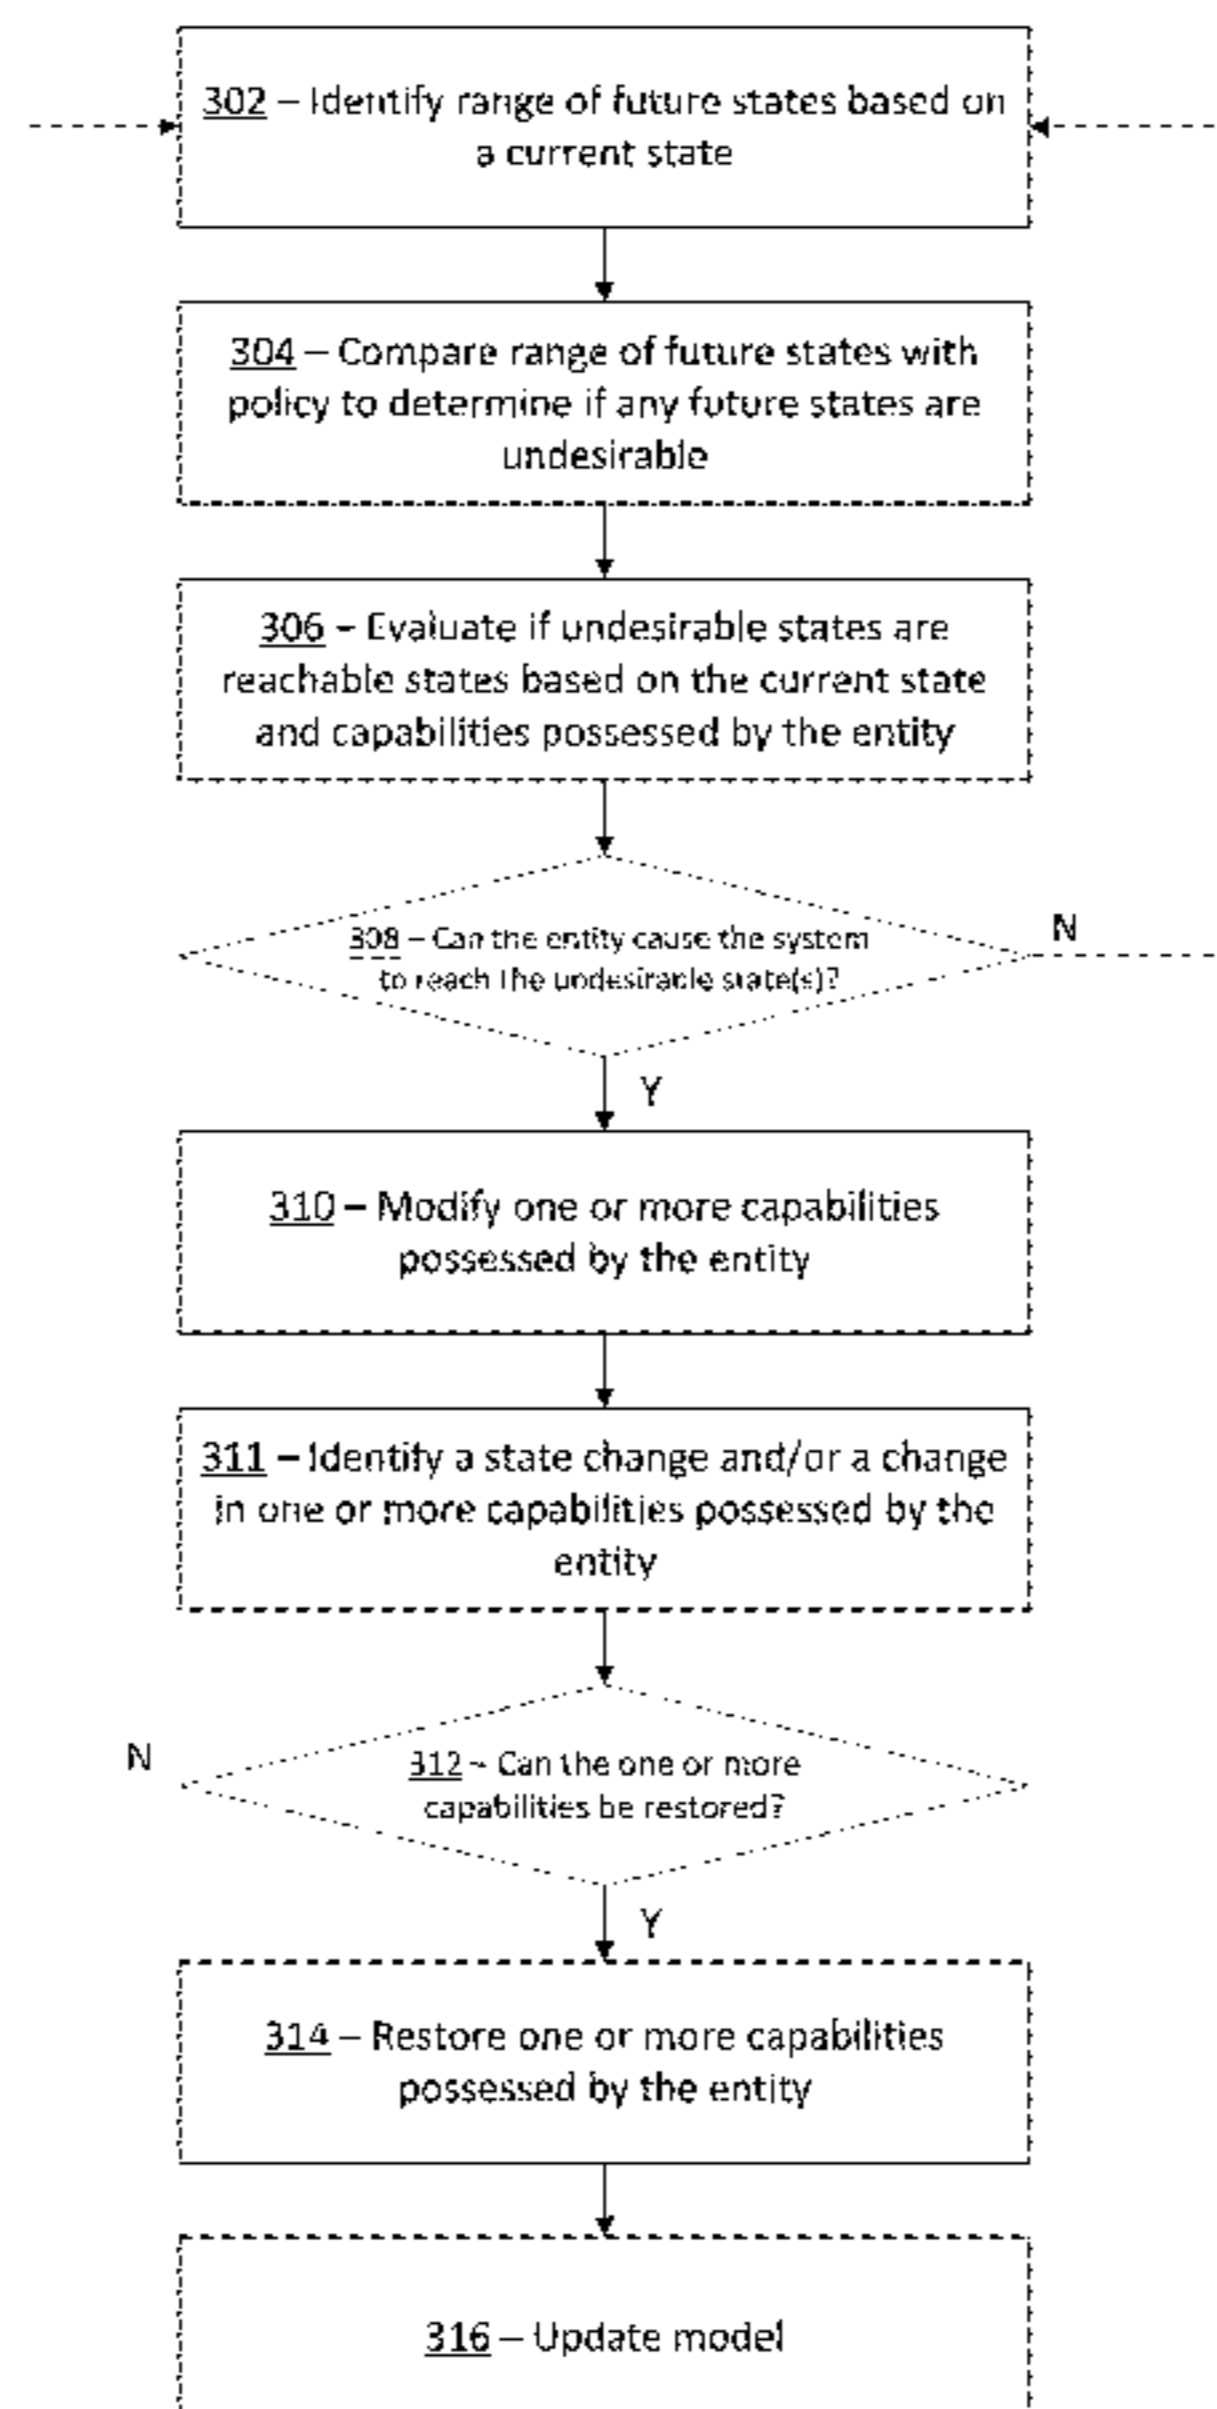 302 – Identify range of future states based on
a current state
304 – Compare range of future states with
policy to determine if any future states are
undesirable
306 – Evaluate if undesirable states are
reachable states based on the current state
and capabilities possessed by the entity
308 – Can the entity cause the system
to reach the undesirable state(s)?
N
Y
310 – Modify one or more capabilities
possessed by the entity
311 – Identify a state change and/or a change
in one or more capabilities possessed by the
entity
N
312 – Can the one or more
capabilities be restored?
Y
314 – Restore one or more capabilities
possessed by the entity
316 – Update model